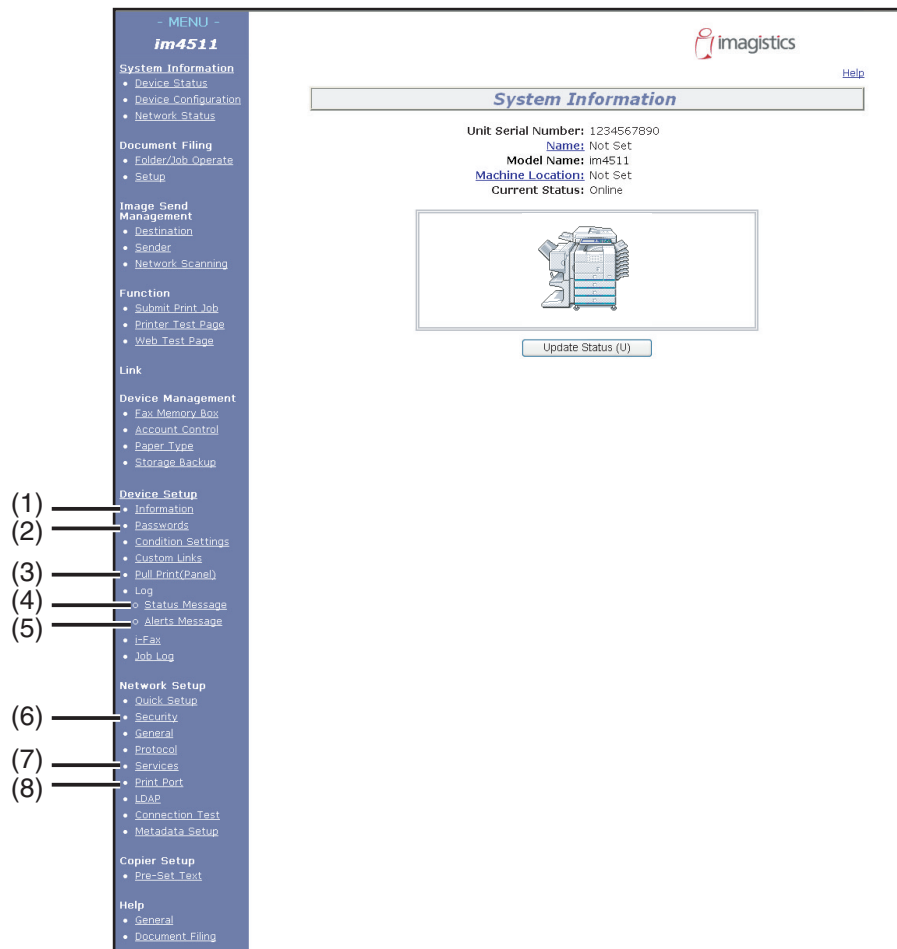 - MENU -
im4511
System Information
• Device Status
• Device Configuration
• Network Status
Document Filing
• Folder/Job Operate
• Setup
Image Send
Management
• Destination
• Sender
• Network Scanning
Function
• Submit Print Job
• Printer Test Page
• Web Test Page
Link
Device Management
• Fax Memory Box
• Account Control
• Paper Type
• Storage Backup
Device Setup
(1) • Information
(2) • Passwords
• Condition Settings
• Custom Links
(3) • Pull Print(Panel)
• Log
(4) ○ Status Message
(5) ○ Alerts Message
• i-Fax
• Job Log
Network Setup
• Quick Setup
(6) • Security
• General
• Protocol
(7) • Services
(8) • Print Port
• LDAP
• Connection Test
• Metadata Setup
Copier Setup
• Pre-Set Text
Help
• General
• Document Filing
imagistics
Help
System Information
Unit Serial Number: 1234567890
Name: Not Set
Model Name: im4511
Machine Location: Not Set
Current Status: Online
Update Status (U)